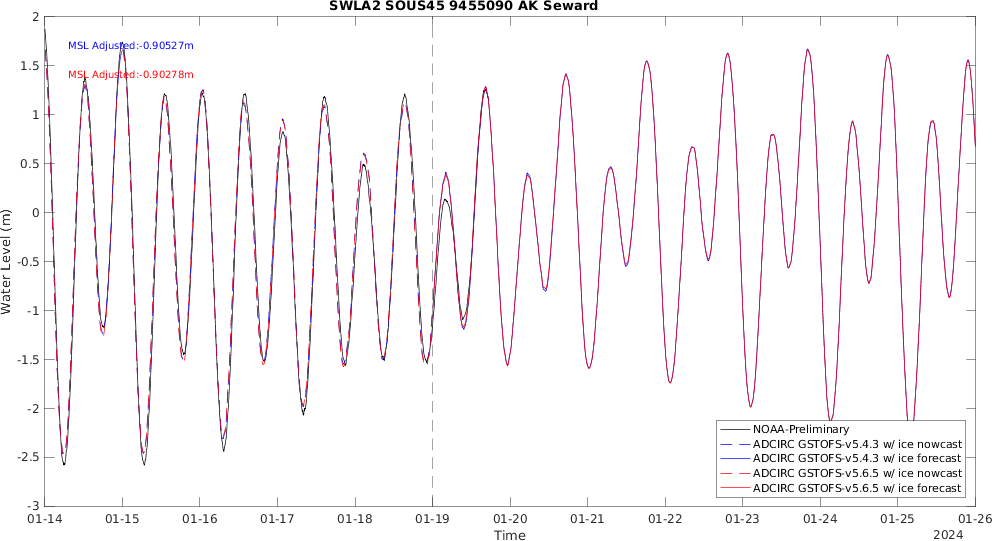 SWLA2 SOUS45 9455090 AK Seward
MSL Adjusted:-0.90527m
MSL Adjusted:-0.90278m
Water Level (m)
2
1.5
1
0.5
0
-0.5
-1
-1.5
-2
-2.5
-3
NOAA-Preliminary
ADCIRC GSTOFS-v5.4.3 w/ ice nowcast
ADCIRC GSTOFS-v5.4.3 w/ ice forecast
ADCIRC GSTOFS-v5.6.5 w/ ice nowcast
ADCIRC GSTOFS-v5.6.5 w/ ice forecast
01-14 01-15 01-16 01-17 01-18 01-19 01-20 01-21 01-22 01-23 01-24 01-25 01-26
Time
2024